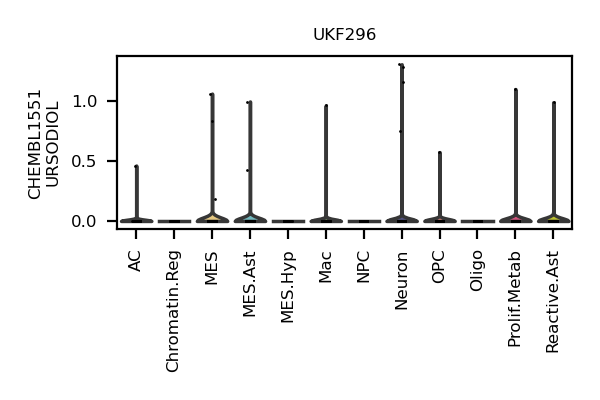 UKF296
CHEMBL1551
URSODIOL
1.0
0.5
0.0
AC
Chromatin.Reg
MES
MES.Ast
MES.Hyp
Mac
NPC
Neuron
OPC
Oligo
Prolif.Metab
Reactive.Ast